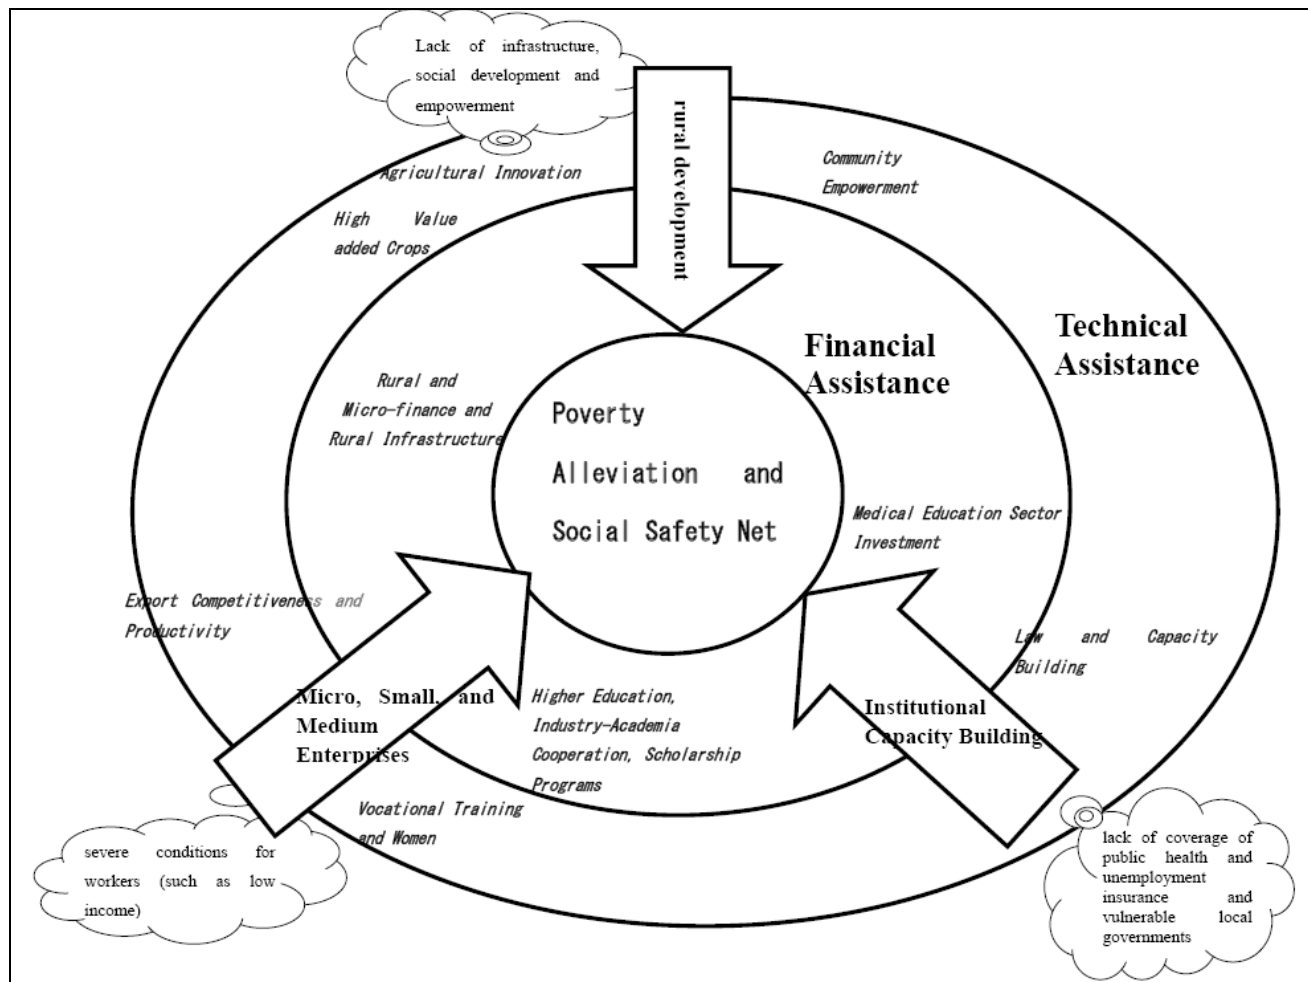 Lack of infrastructure,
social development and
empowerment
rural development
Community
Empowerment
Agricultural Innovation
High Value
added Crops
Technical
Assistance
Financial
Assistance
Rural and
Micro-finance and
Rural Infrastructure
Poverty
Alleviation and
Social Safety Net
Medical Education Sector
Investment
Export Competitiveness and
Productivity
Law and Capacity
Building
Micro, Small, and
Medium
Enterprises
Higher Education,
Industry-Academia
Cooperation, Scholarship
Programs
Institutional
Capacity Building
Vocational Training
and Women
severe conditions for
workers (such as low
income)
lack of coverage of
public health and
unemployment
insurance and
vulnerable local
governments